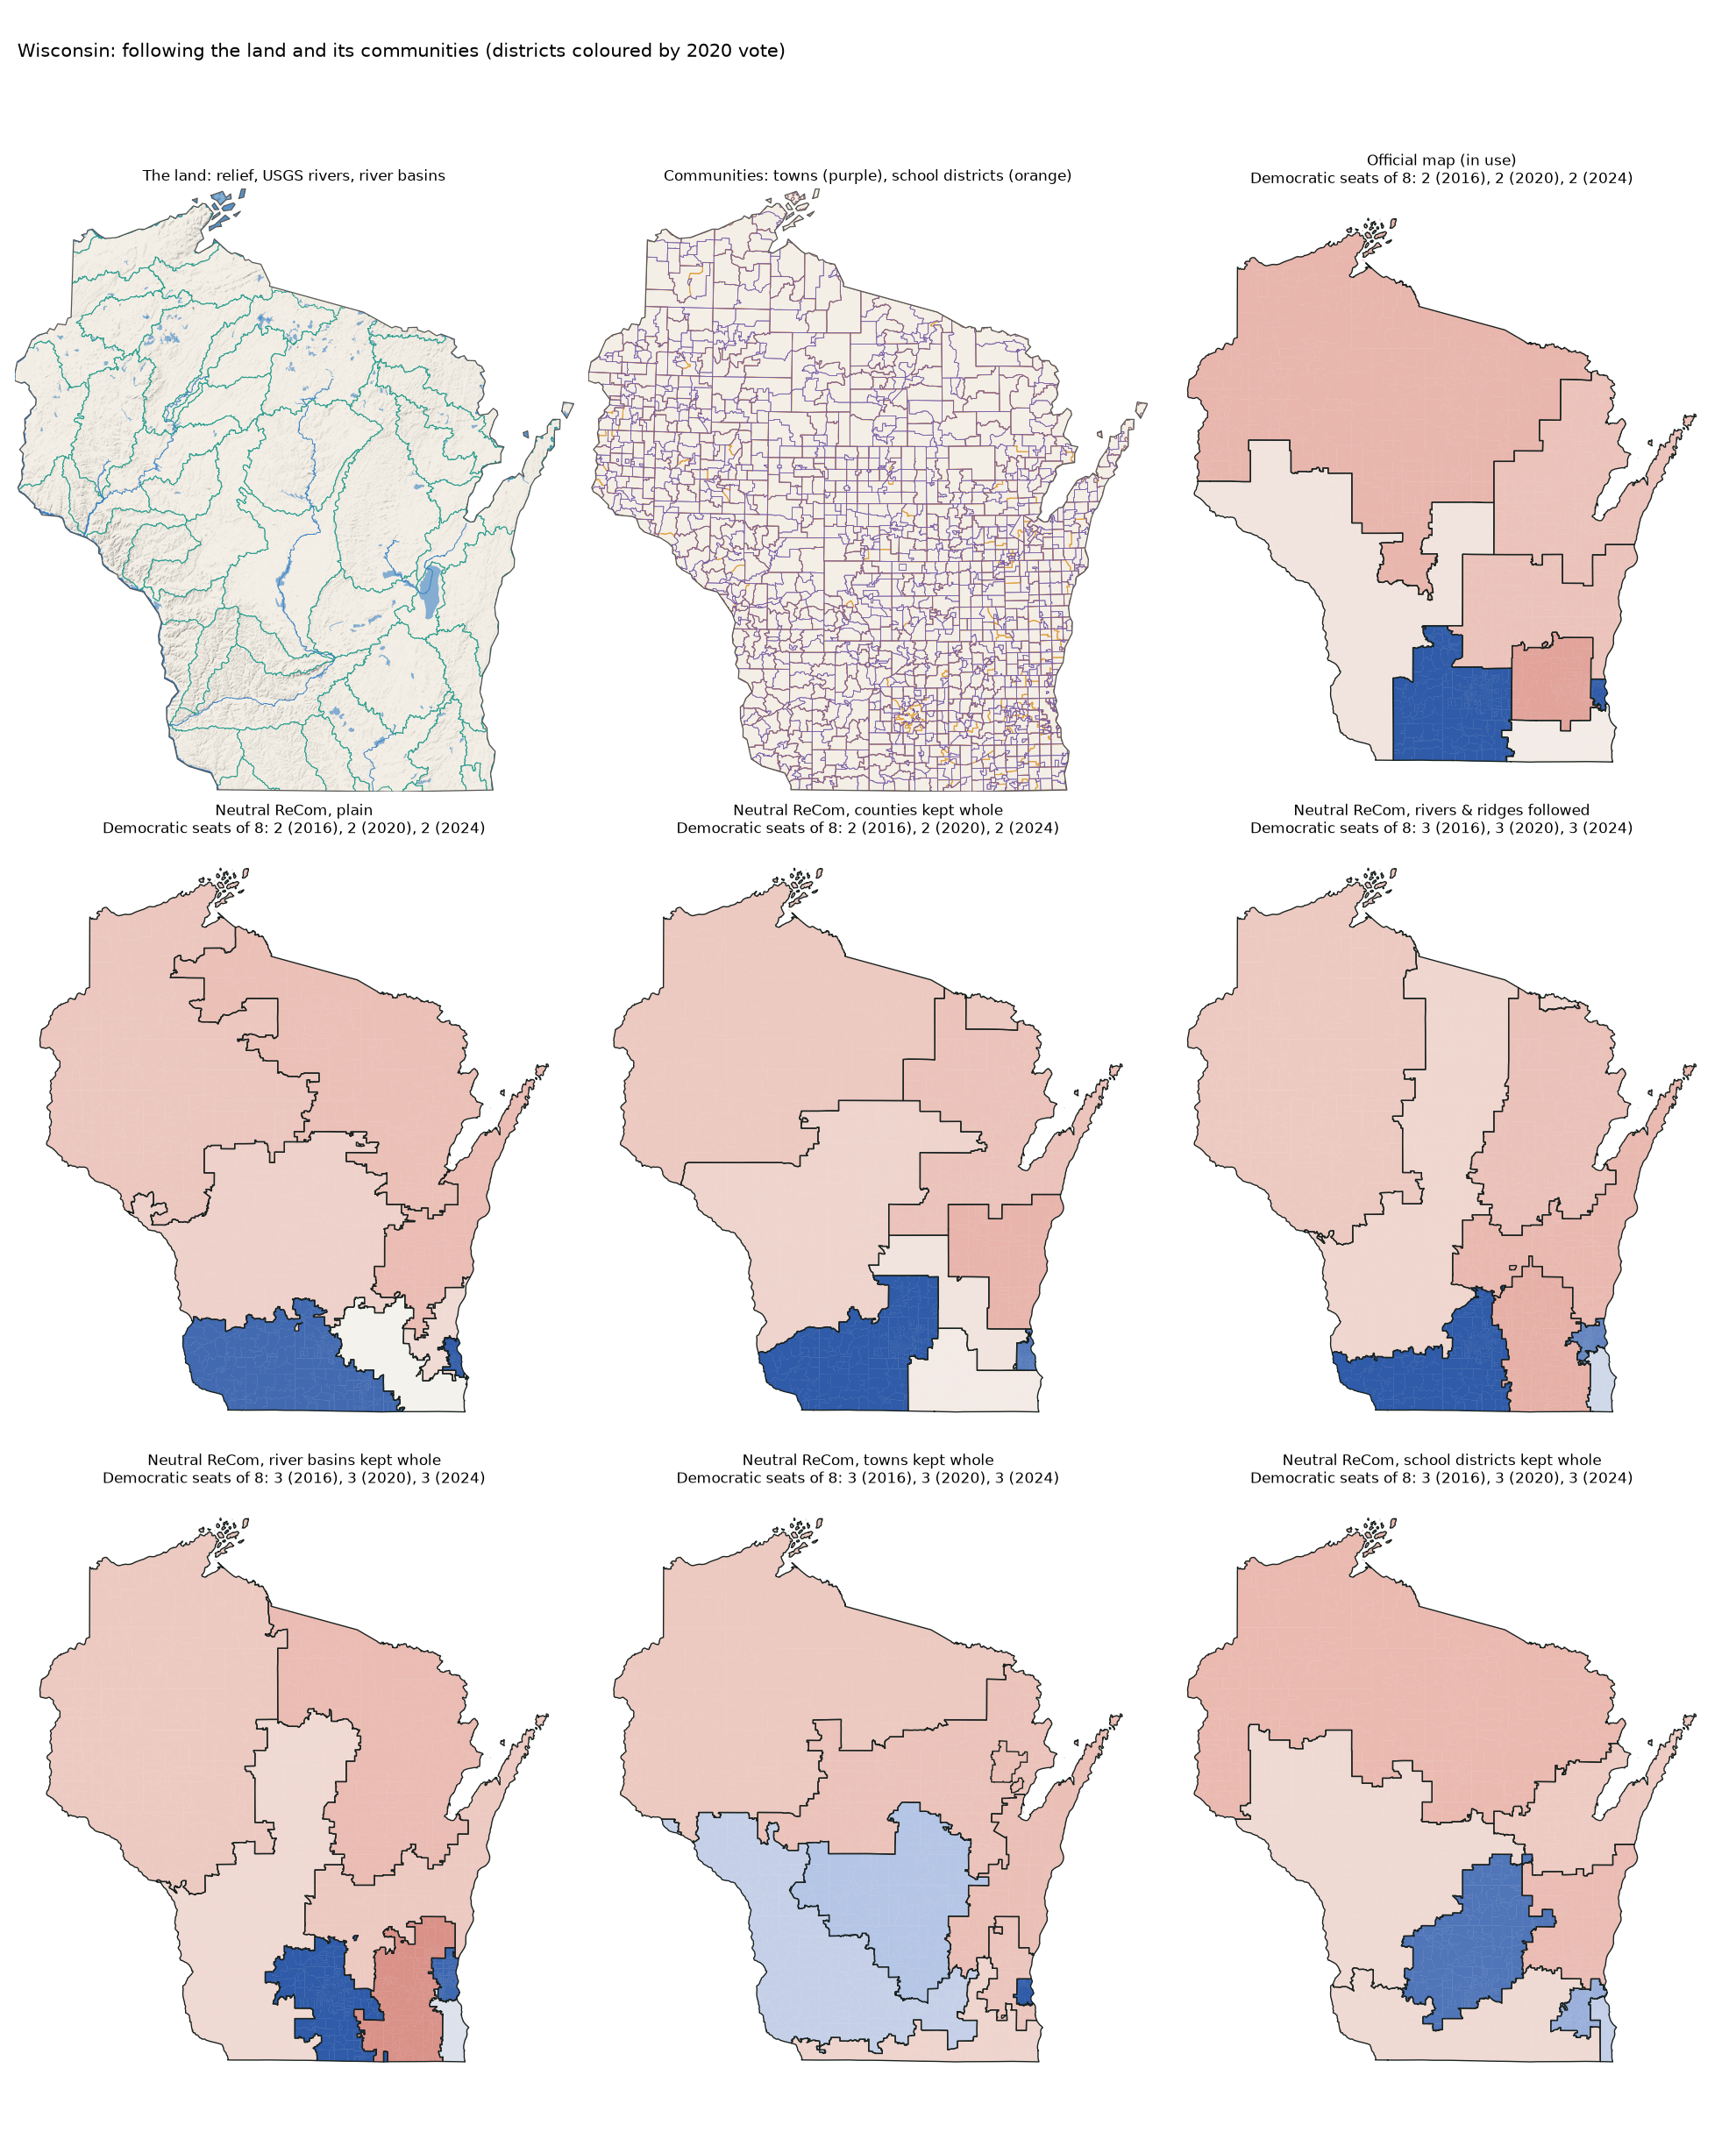 Wisconsin: following the land and its communities (districts coloured by 2020 vote)
The land: relief, USGS rivers, river basins
Communities: towns (purple), school districts (orange)
Official map (in use)
Democratic seats of 8: 2 (2016), 2 (2020), 2 (2024)
Neutral ReCom, plain
Democratic seats of 8: 2 (2016), 2 (2020), 2 (2024)
Neutral ReCom, counties kept whole
Democratic seats of 8: 2 (2016), 2 (2020), 2 (2024)
Neutral ReCom, rivers & ridges followed
Democratic seats of 8: 3 (2016), 3 (2020), 3 (2024)
Neutral ReCom, river basins kept whole
Democratic seats of 8: 3 (2016), 3 (2020), 3 (2024)
Neutral ReCom, towns kept whole
Democratic seats of 8: 3 (2016), 3 (2020), 3 (2024)
Neutral ReCom, school districts kept whole
Democratic seats of 8: 3 (2016), 3 (2020), 3 (2024)